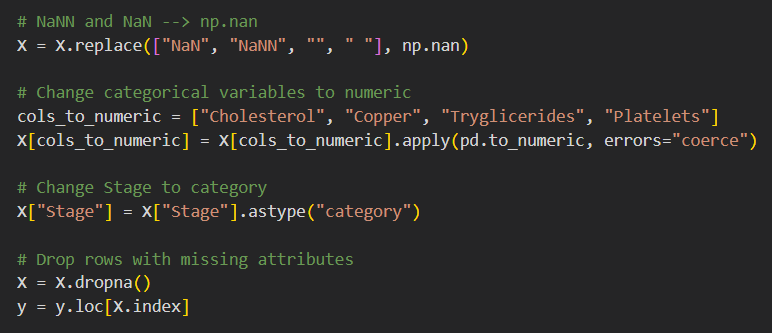 # NaNN and NaN --> np.nan
X = X.replace(["NaN", "NaNN", "", " "], np.nan)
# Change categorical variables to numeric
cols_to_numeric = ["Cholesterol", "Copper", "Tryglicerides", "Platelets"]
X[cols_to_numeric] = X[cols_to_numeric].apply(pd.to_numeric, errors="coerce")
# Change Stage to category
X["Stage"] = X["Stage"].astype("category")
# Drop rows with missing attributes
X = X.dropna()
y = y.loc[X.index]